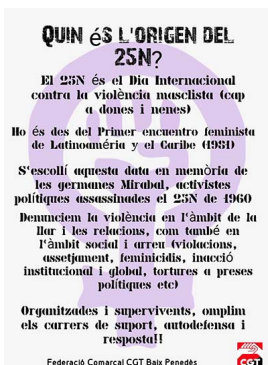 QUIN éS L'ORIGEN DEL
25N?
El 25N és el Dia Internacional
contra la violència masclista (cap
a dones i nenes)
Ho és des del Primer encuentro feminista
de Latinoaméria y el Caribe (1981)
S'escollí aquesta data en memòria de
les germanes Mirabal, activistes
polítiques assassinades el 25N de 1960
Denunciem la violència en l'àmbit de la
llar i les relacions, com també en
l'àmbit social i arreu (violacions,
assetjament, feminicidis, inacció
institucional i global, tortures a preses
polítiques etc)
Organitzades i supervivents, omplim
els carrers de suport, autodefensa i
resposta!!
Federació Comarcal CGT Baix Penedès
CGT